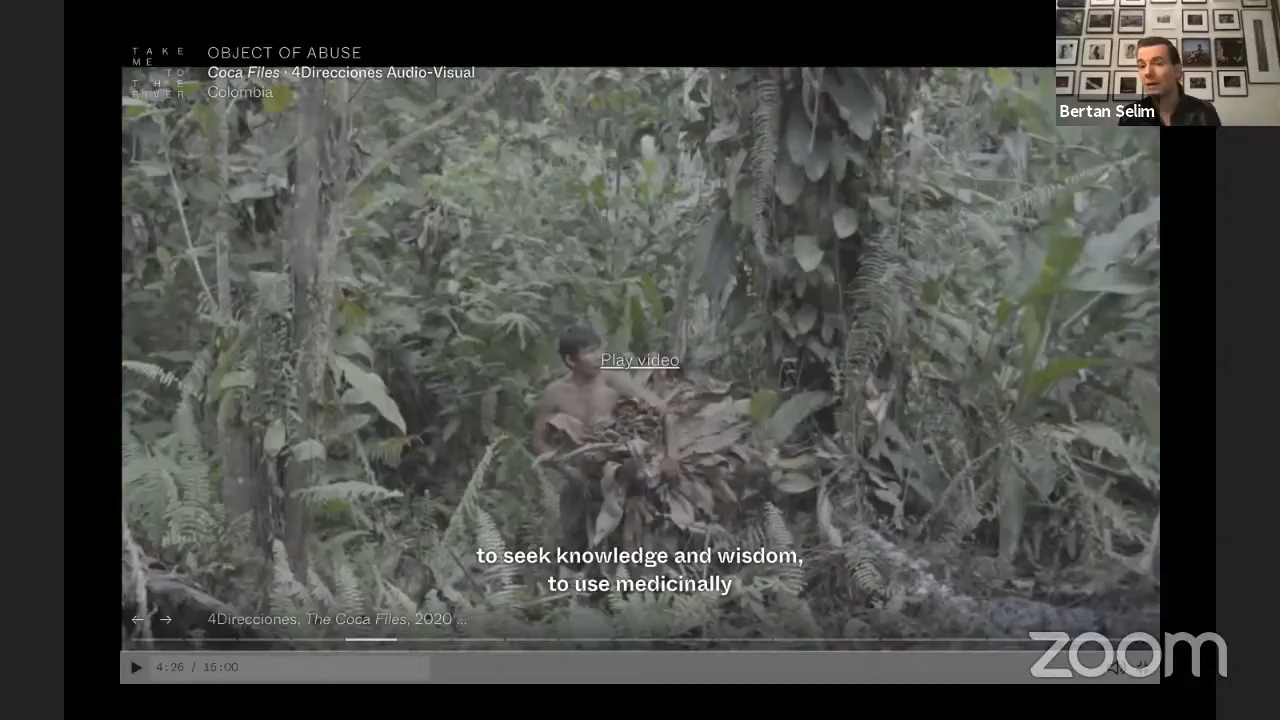 TAKE
ME
TO
THE
RIVER
OBJECT OF ABUSE
Coca Files · 4Direcciones Audio-Visual
Colombia
Bertan Selim
Play video
to seek knowledge and wisdom,
to use medicinally
← → 4Direcciones, The Coca Files, 2020 ...
4:26 / 15:00
zoom